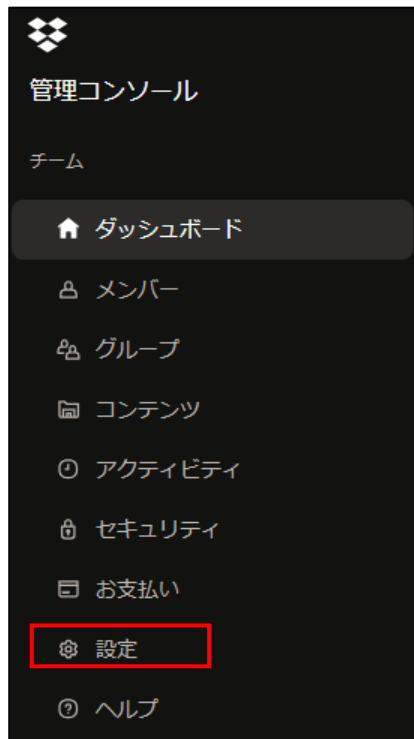 管理コンソール
チーム
ダッシュボード
メンバー
グループ
コンテンツ
アクティビティ
セキュリティ
お支払い
設定
ヘルプ